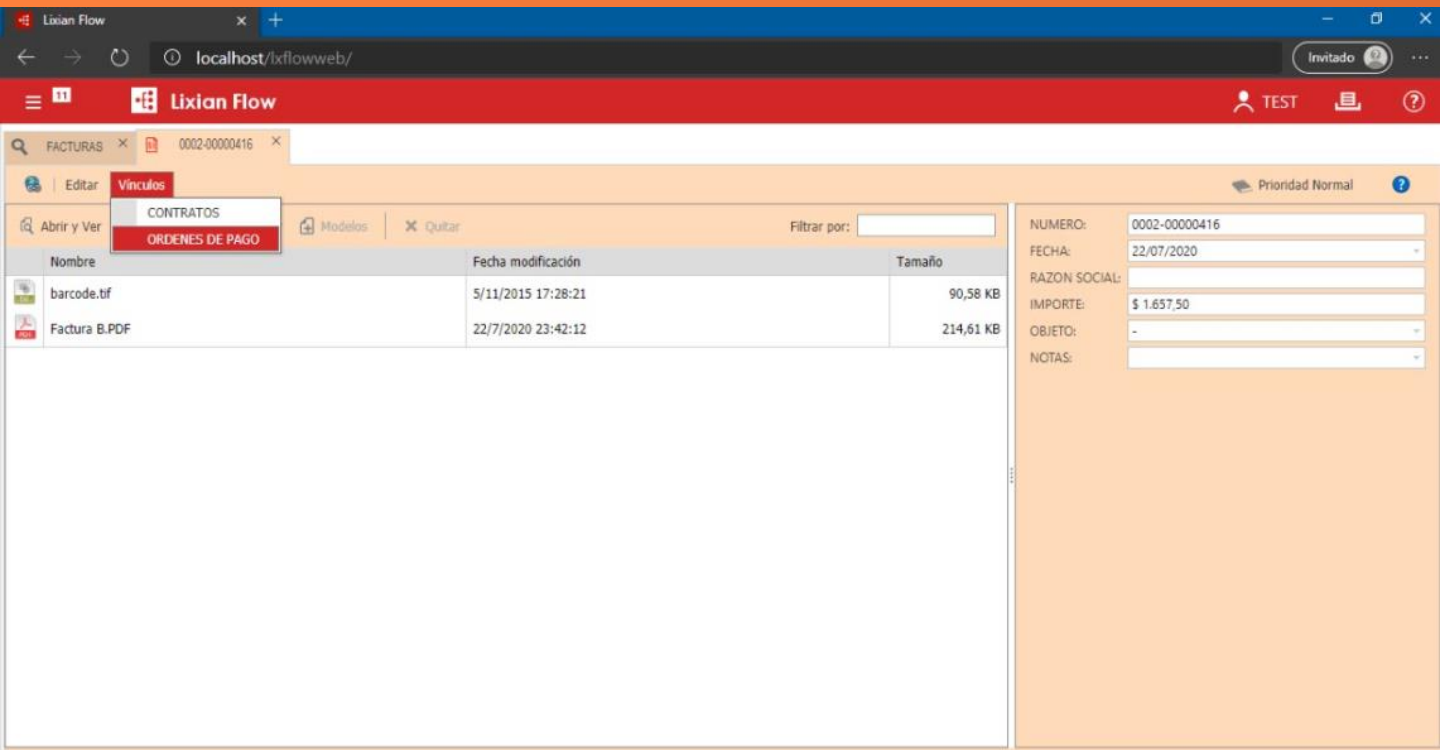 Lixian Flow
localhost/lxflowweb/
Invitado
11
Lixian Flow
TEST
FACTURAS
0002-00000416
Editar
Vínculos
Prioridad Normal
CONTRATOS
ORDENES DE PAGO
Abrir y Ver
Modelos
Quitar
Filtrar por:
Nombre
Fecha modificación
Tamaño
barcode.tif
5/11/2015 17:28:21
90,58 KB
Factura B.PDF
22/7/2020 23:42:12
214,61 KB
NUMERO:
0002-00000416
FECHA:
22/07/2020
RAZON SOCIAL:
IMPORTE:
$ 1.657,50
OBJETO:
-
NOTAS: